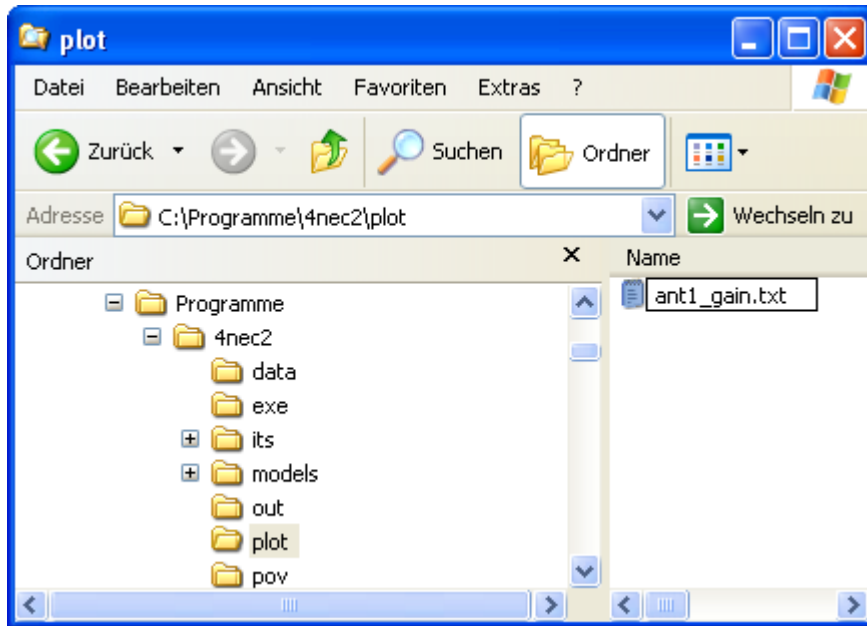 plot
Datei Bearbeiten Ansicht Favoriten Extras ?
Zurück Suchen Ordner
Adresse C:\Programme\4nec2\plot Wechseln zu
Ordner
Programme
4nec2
data
exe
its
models
out
plot
pov
Name
ant1_gain.txt